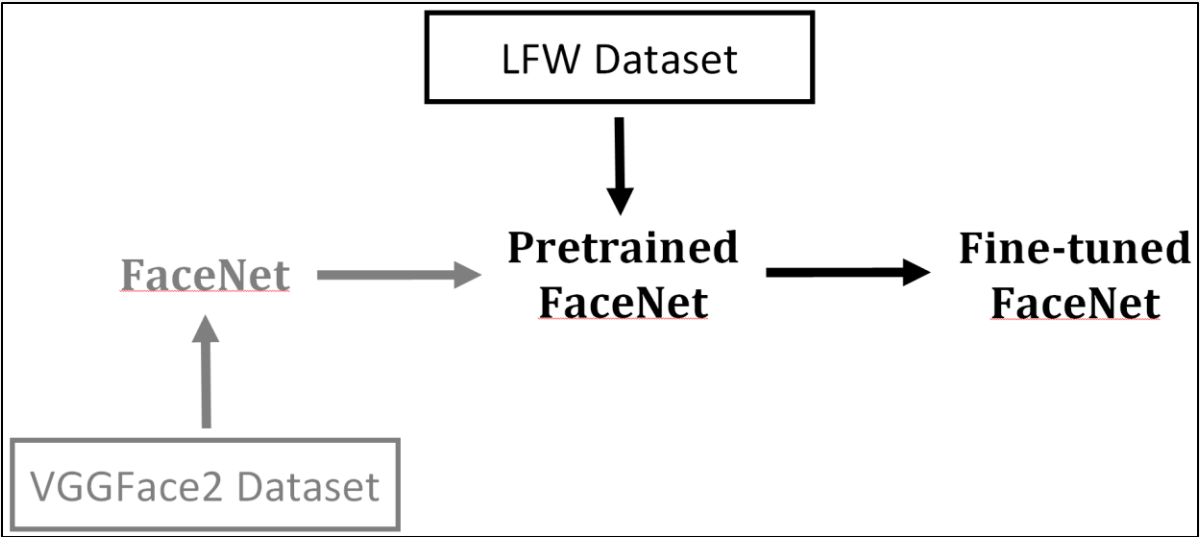 LFW Dataset
Pretrained
FaceNet
Fine-tuned
FaceNet
FaceNet
VGGFace2 Dataset